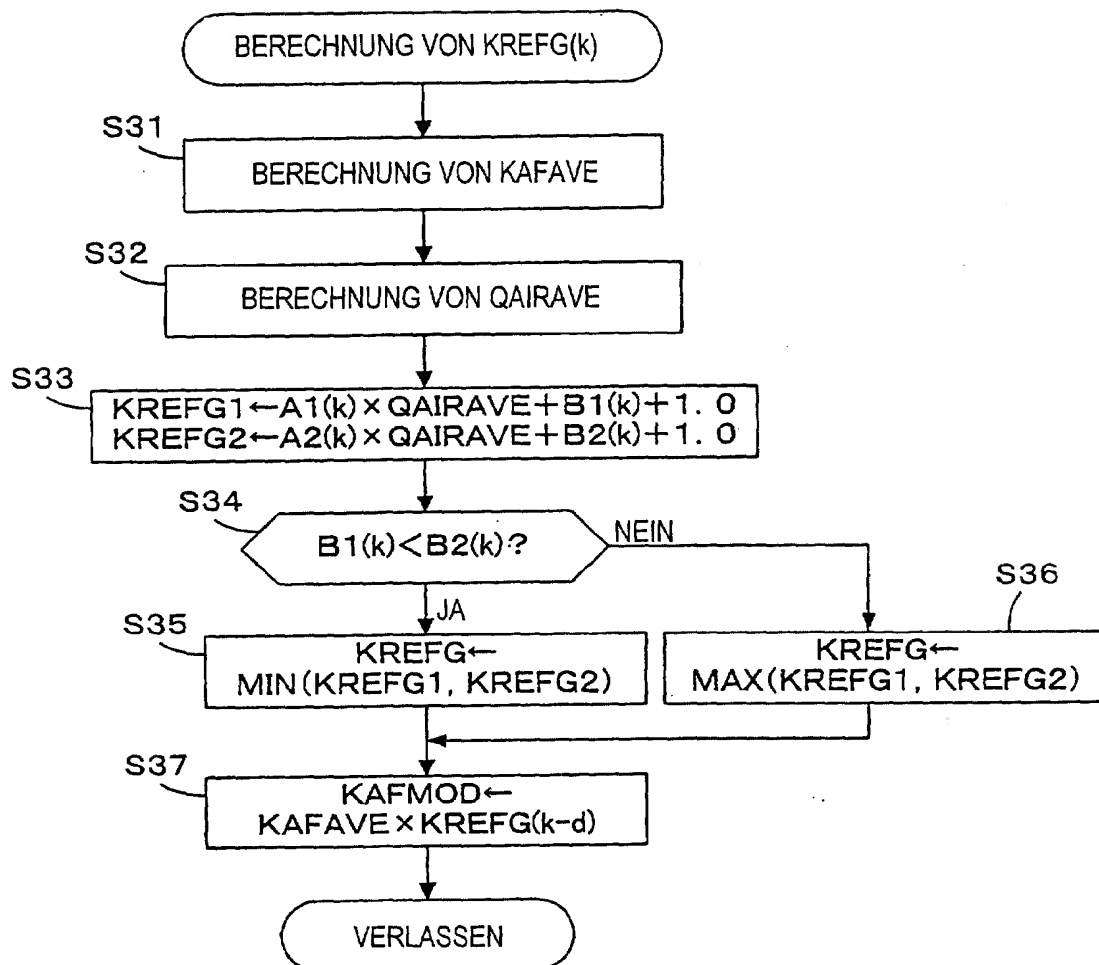 BERECHNUNG VON KREFG(k)
S31
BERECHNUNG VON KAFAVE
S32
BERECHNUNG VON QAIRAVE
S33
KREFG1←A1(k)×QAIRAVE+B1(k)+1. 0
KREFG2←A2(k)×QAIRAVE+B2(k)+1. 0
S34
B1(k)<B2(k)?
NEIN
JA
S35
KREFG←
MIN(KREFG1, KREFG2)
S36
KREFG←
MAX(KREFG1, KREFG2)
S37
KAFMOD←
KAFAVE×KREFG(k-d)
VERLASSEN